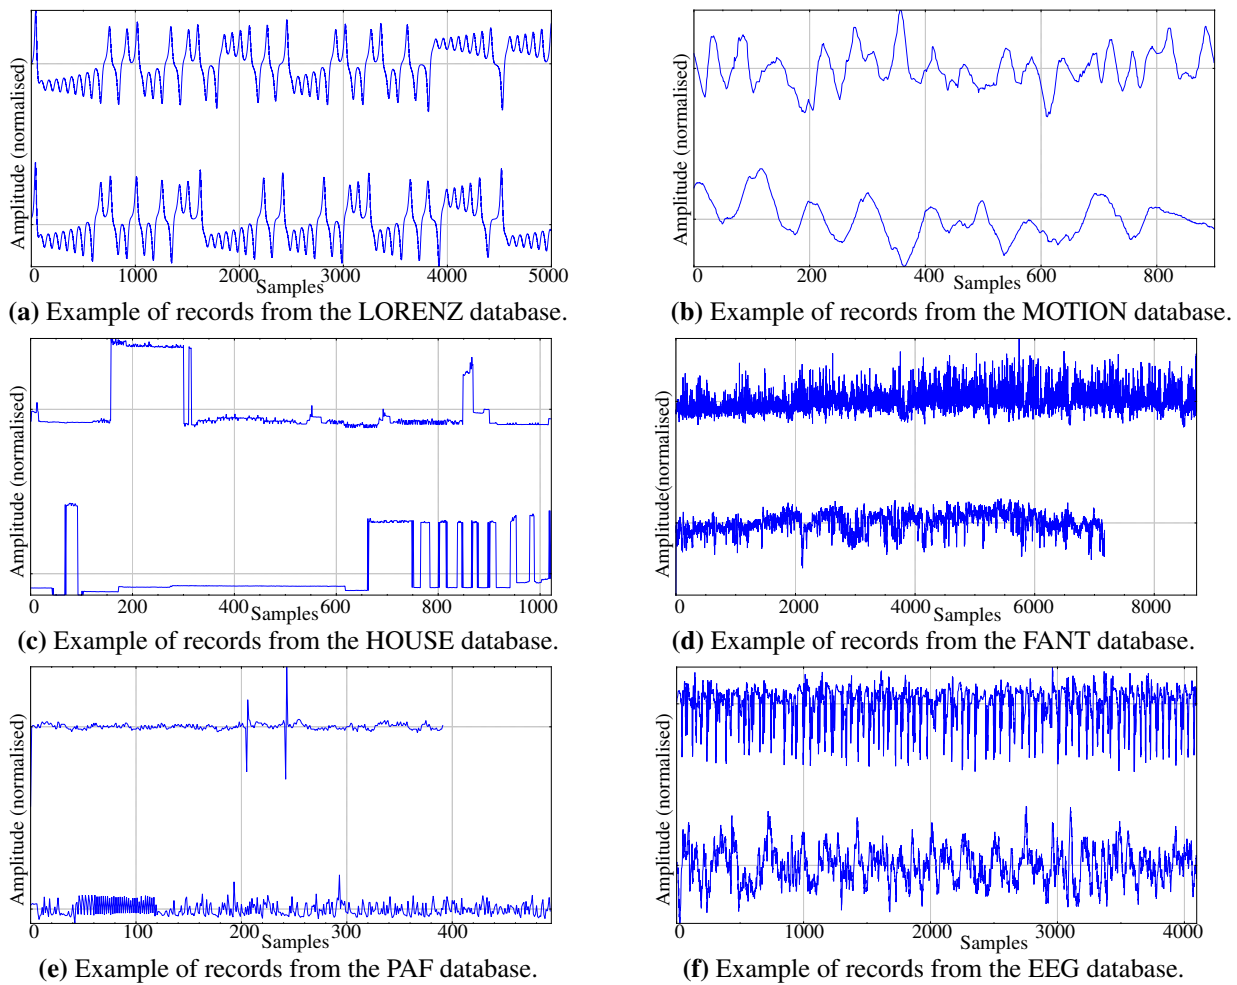 Amplitude (normalised)
Amplitude (normalised)
0 1000 2000 3000 4000 5000
Samples
(a) Example of records from the LORENZ database.
Amplitude (normalised)
0 200 400 600 800
Samples
(b) Example of records from the MOTION database.
Amplitude (normalised)
0 200 400 600 800 1000
Samples
(c) Example of records from the HOUSE database.
Amplitude(normalised)
0 2000 4000 6000 8000
Samples
(d) Example of records from the FANT database.
Amplitude (normalised)
0 200 300 400
Samples
(e) Example of records from the PAF database.
Amplitude (normalised)
0 1000 2000 3000 4000
Samples
(f) Example of records from the EEG database.